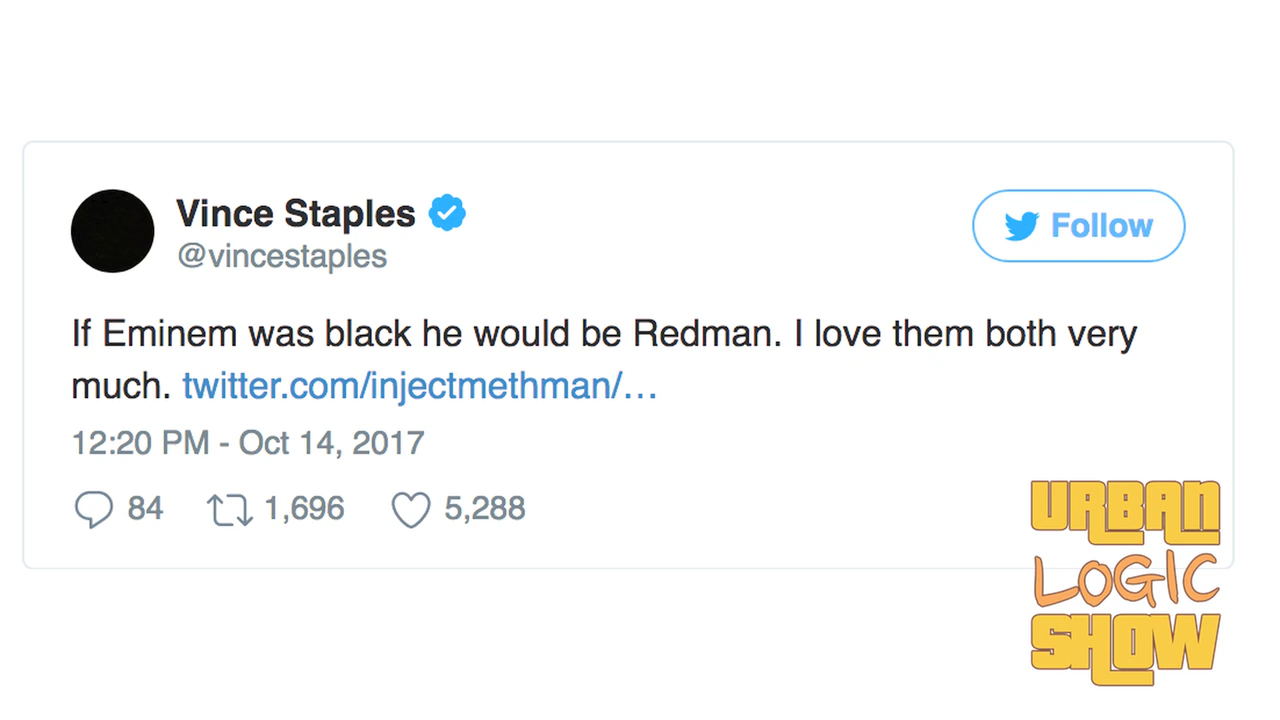 Vince Staples
@vincestaples
Follow
If Eminem was black he would be Redman. I love them both very
much. twitter.com/injectmethman/…
12:20 PM - Oct 14, 2017
84 1,696 5,288
URBAN
LOGIC
SHOW